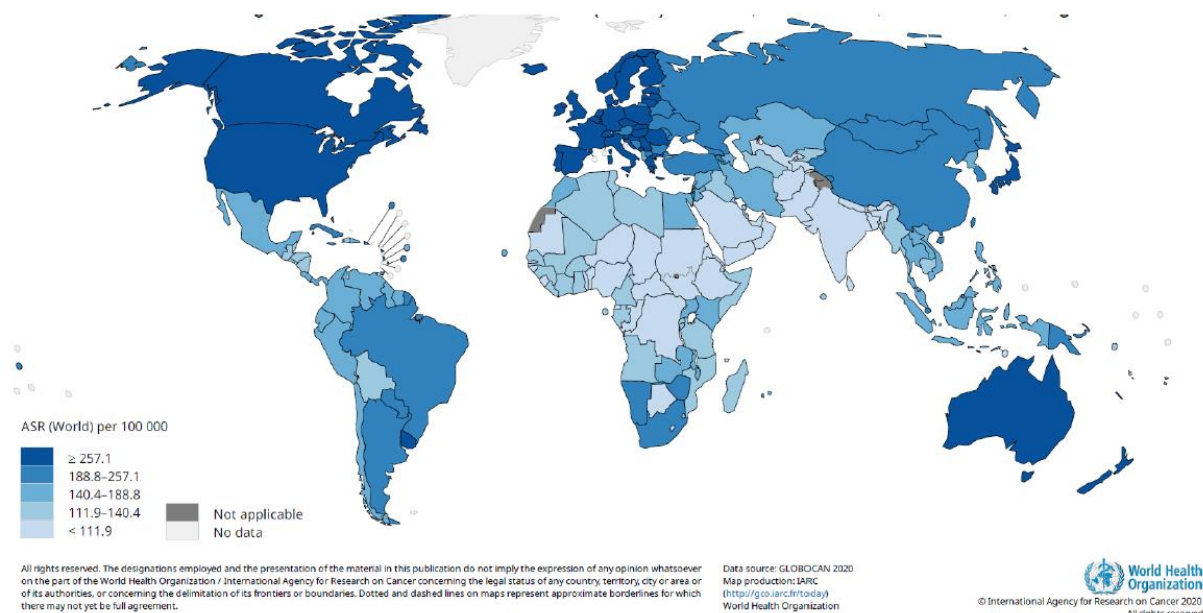 ASR (World) per 100 000
≥ 257.1
188.8–257.1
140.4–188.8
111.9–140.4
< 111.9
Not applicable
No data
All rights reserved. The designations employed and the presentation of the material in this publication do not imply the expression of any opinion whatsoever
on the part of the World Health Organization / International Agency for Research on Cancer concerning the legal status of any country, territory, city or area or
of its authorities, or concerning the delimitation of its frontiers or boundaries. Dotted and dashed lines on maps represent approximate borderlines for which
there may not yet be full agreement.
Data source: GLOBOCAN 2020
Map production: IARC
(http://gco.iarc.fr/today)
World Health Organization
World Health
Organization
© International Agency for Research on Cancer 2020
All rights reserved